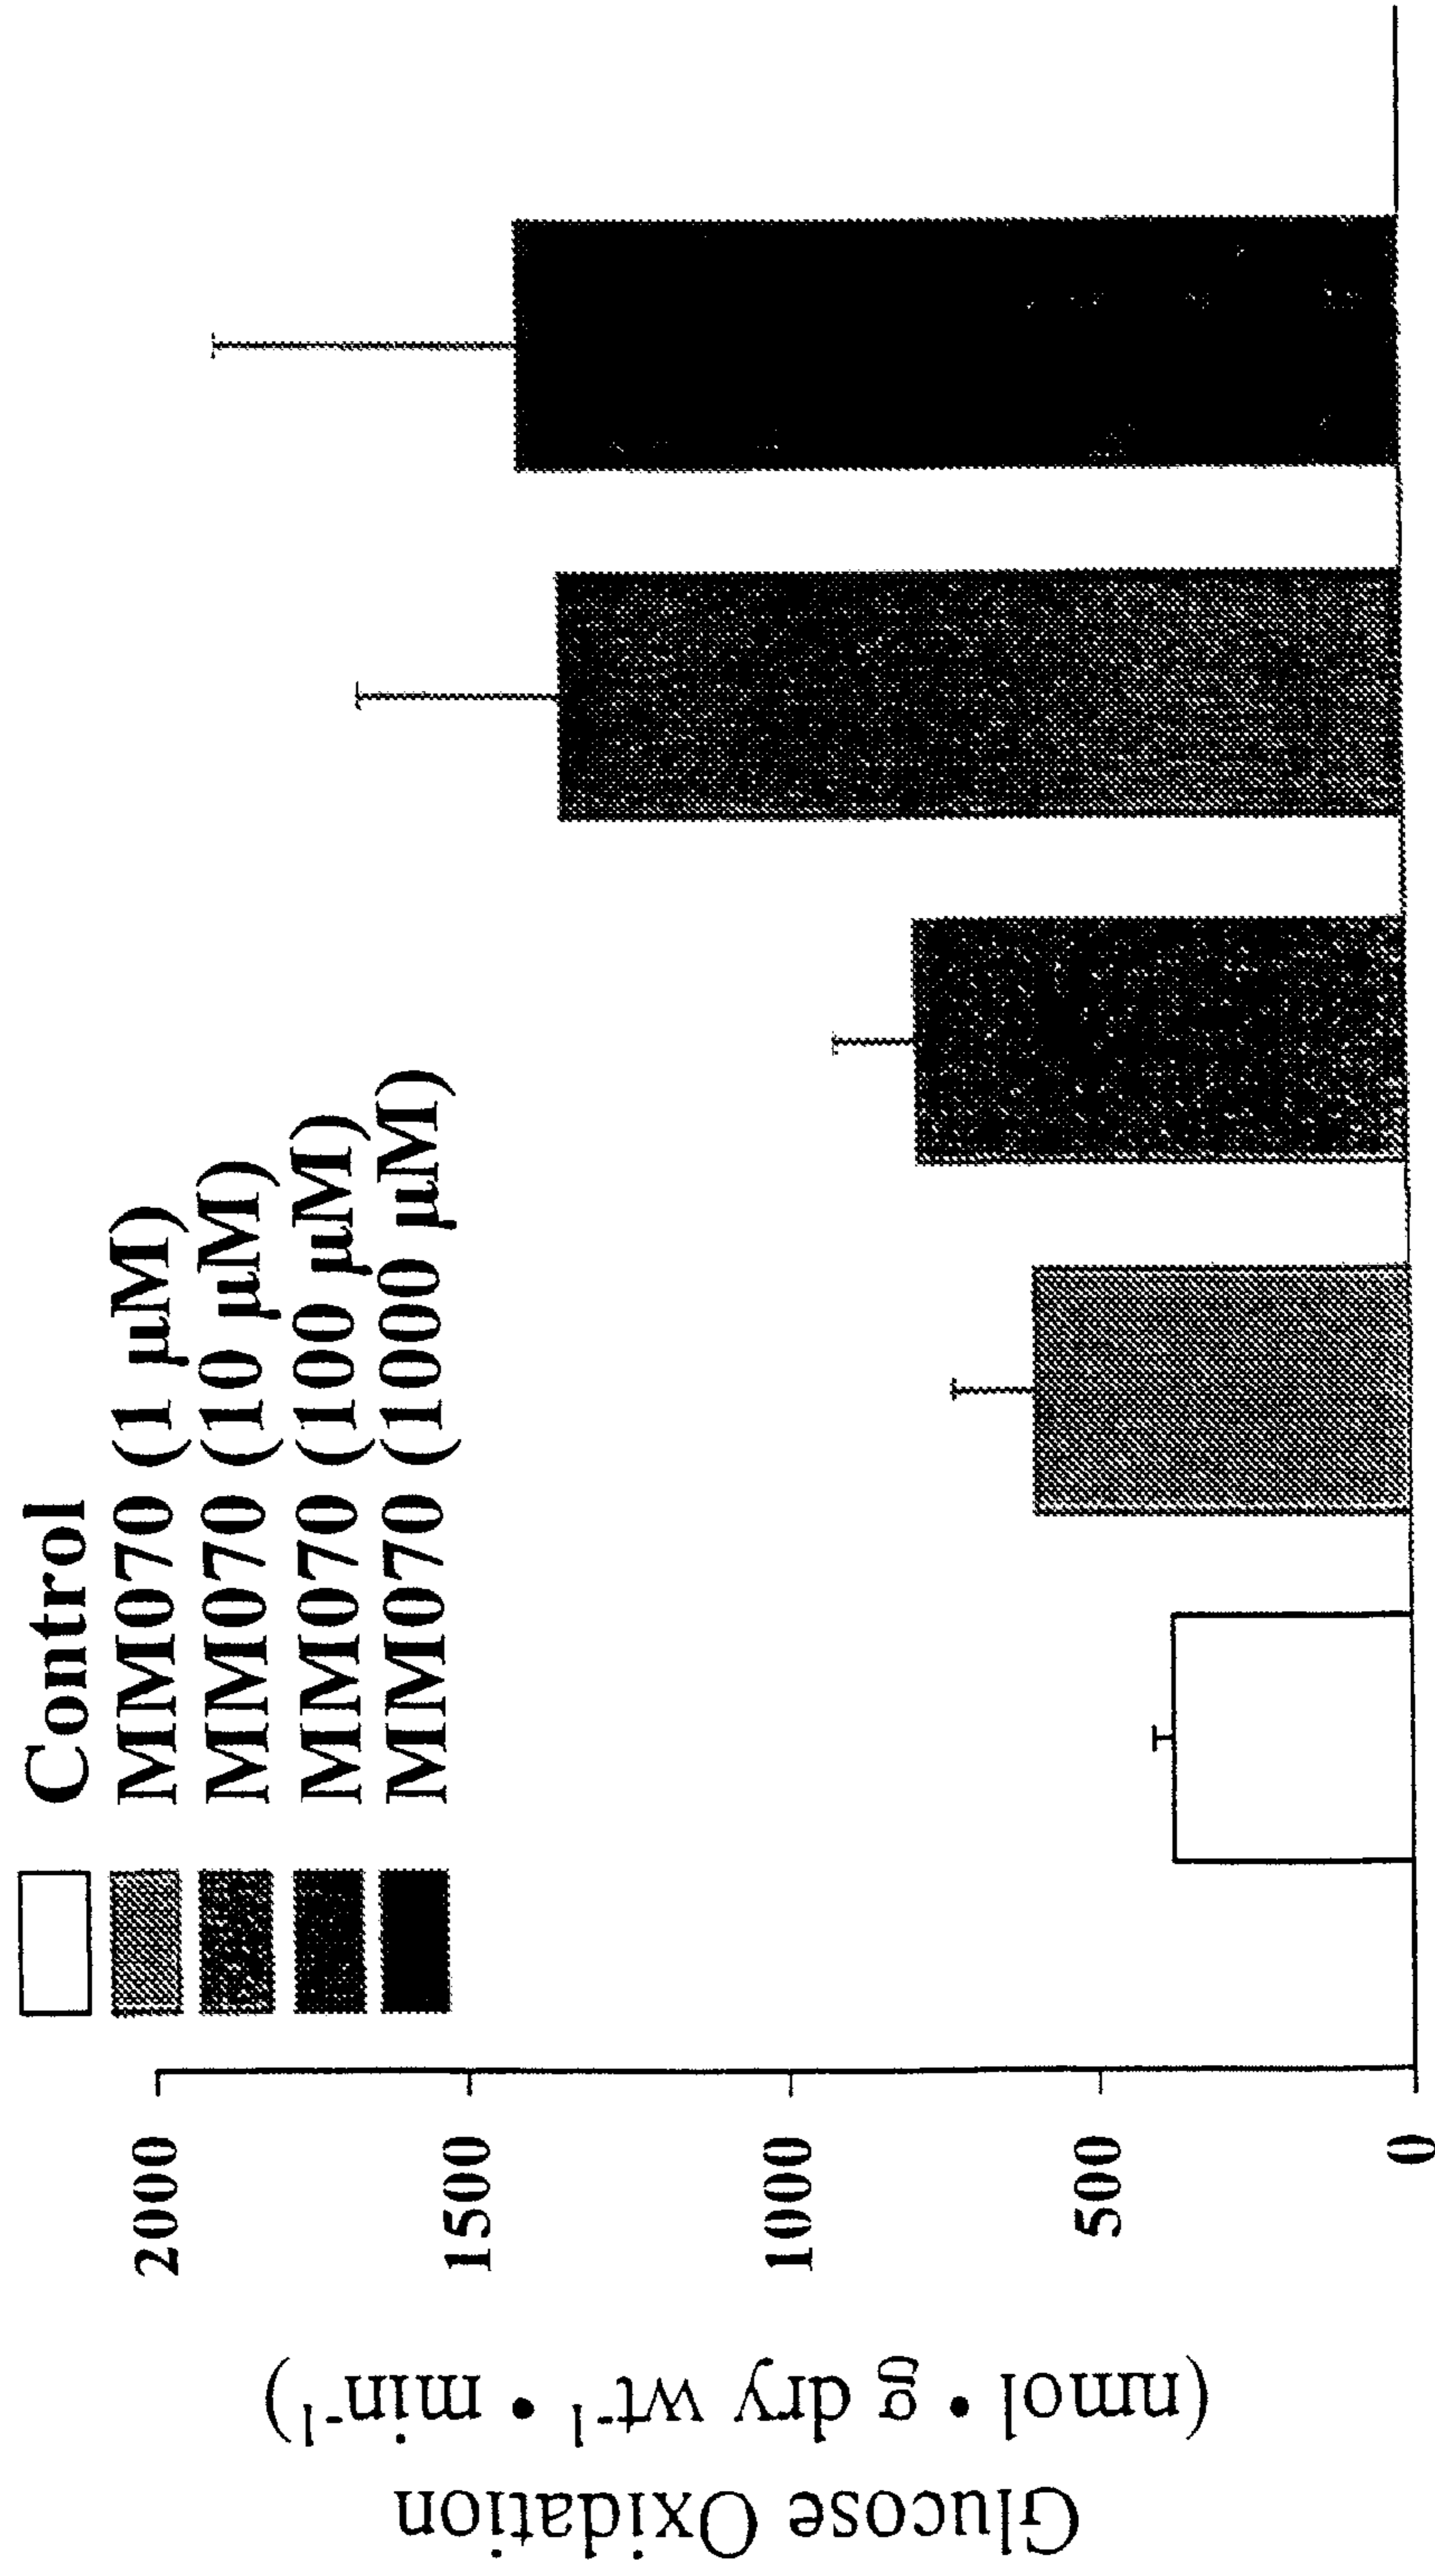 Control
MM070 (1 μM)
MM070 (10 μM)
MM070 (100 μM)
MM070 (1000 μM)
2000
1500
1000
500
0
Glucose Oxidation
(nmol • g dry wt⁻¹ • min⁻¹)